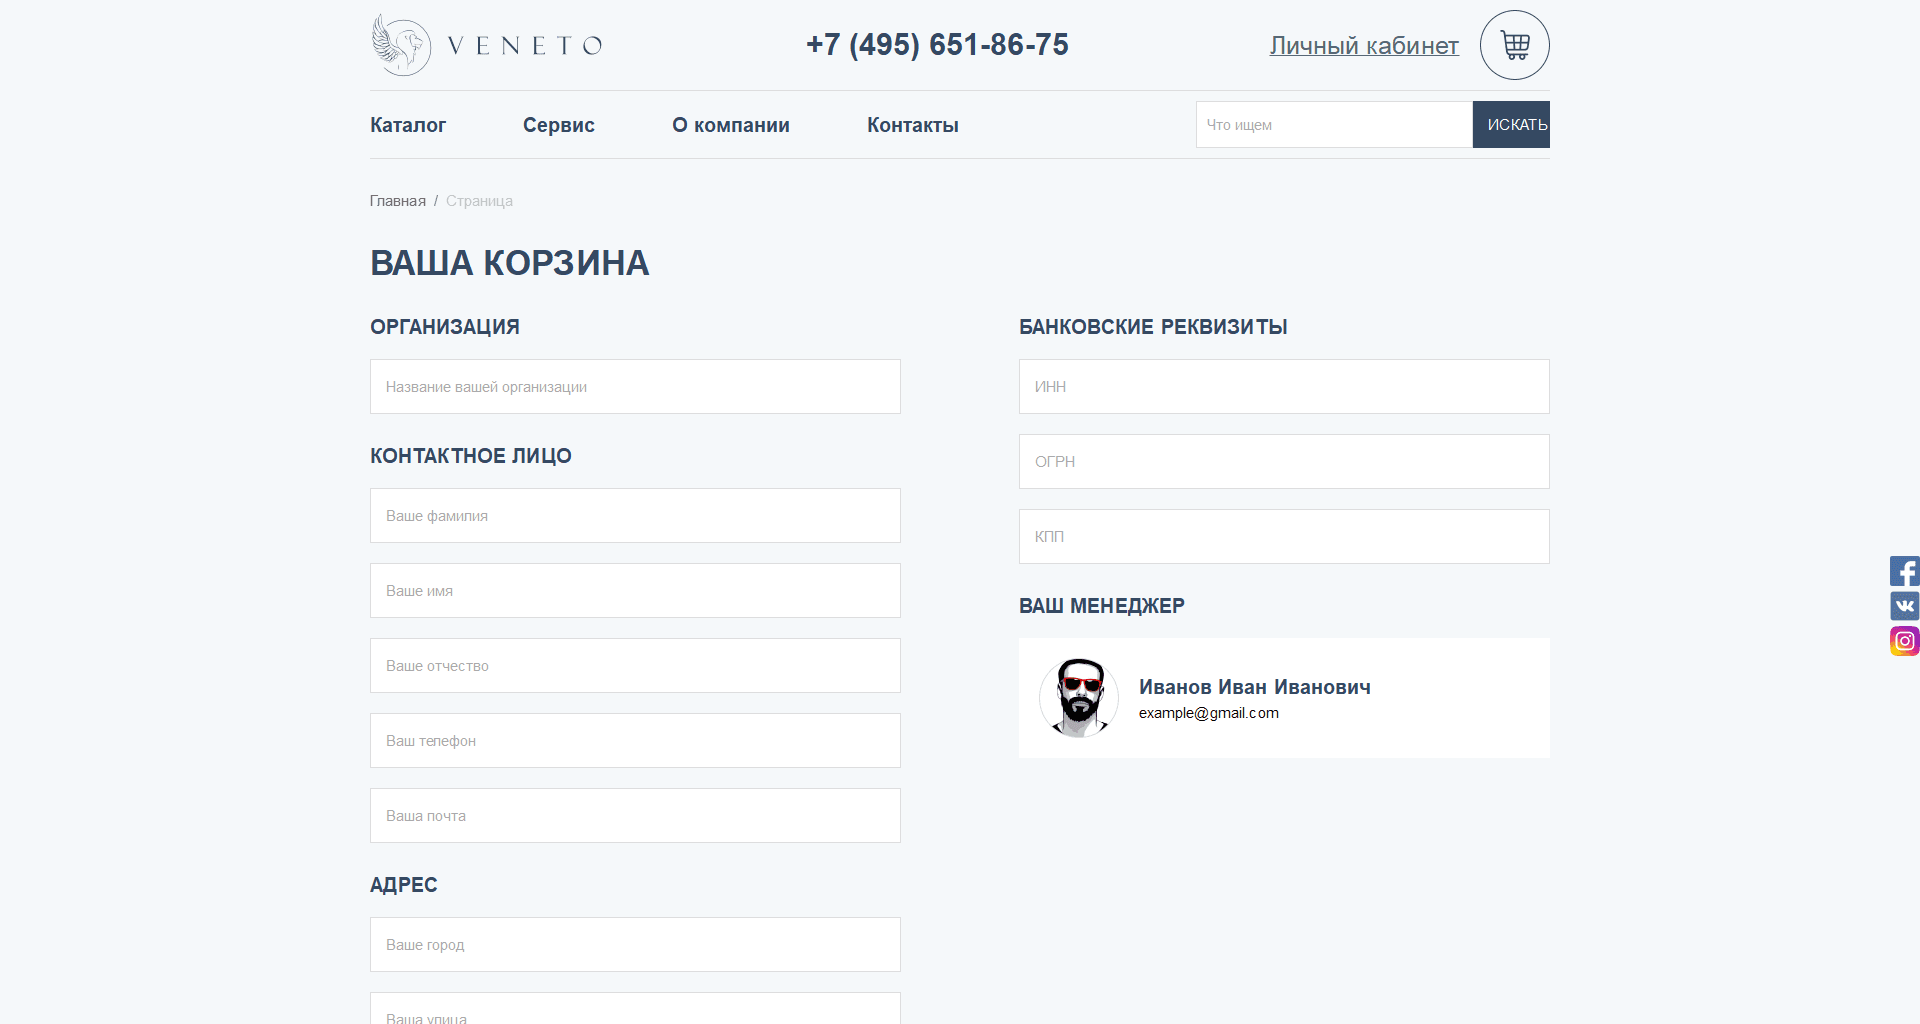 VENETO
+7 (495) 651-86-75
Личный кабинет
Каталог
Сервис
О компании
Контакты
Что ищем
ИСКАТЬ
Главная / Страница
ВАША КОРЗИНА
ОРГАНИЗАЦИЯ
Название вашей организации
КОНТАКТНОЕ ЛИЦО
Ваше фамилия
Ваше имя
Ваше отчество
Ваш телефон
Ваша почта
АДРЕС
Ваше город
Ваша улица
БАНКОВСКИЕ РЕКВИЗИТЫ
ИНН
ОГРН
КПП
ВАШ МЕНЕДЖЕР
Иванов Иван Иванович
example@gmail.com